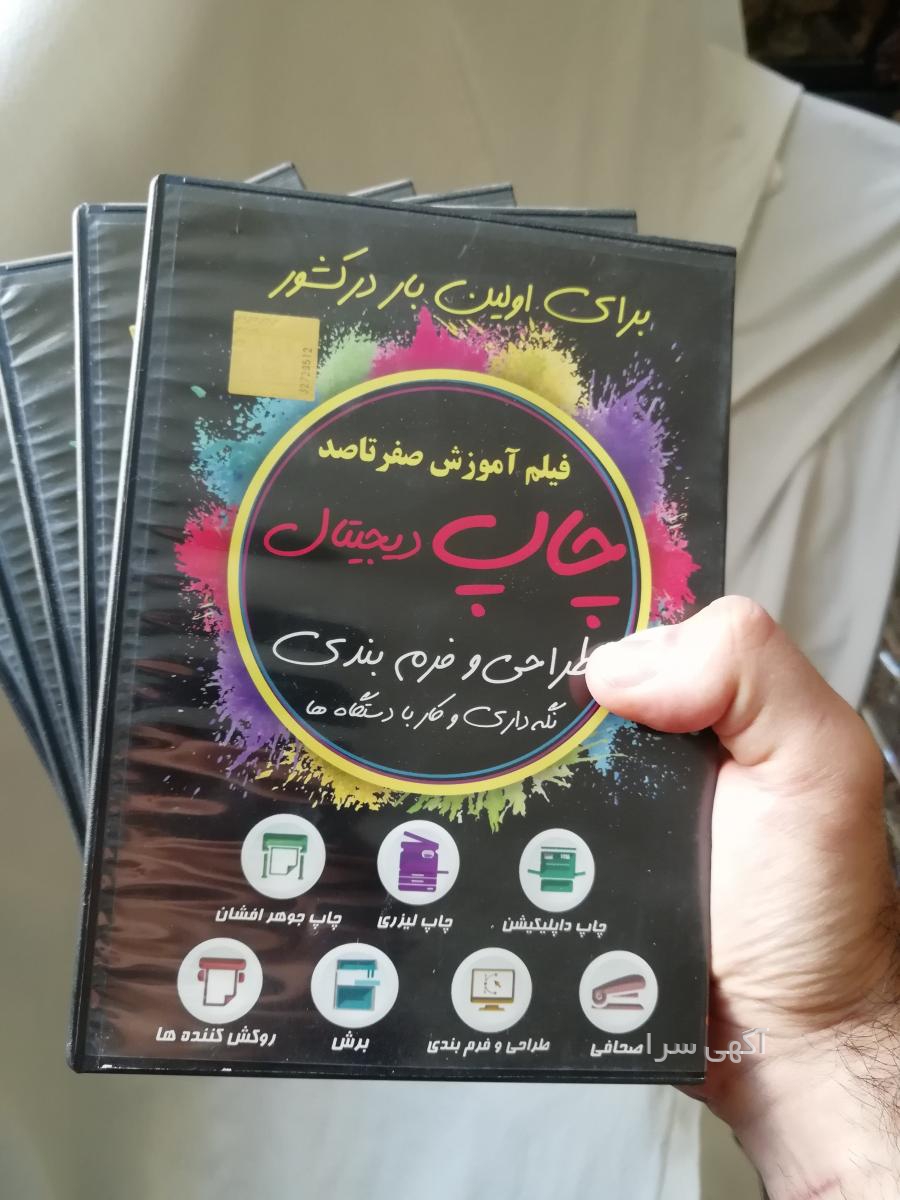 برای اولین بار در کشور
32723512
فیلم آموزش صفر تا صد
چاپ دیجیتال
طراحی و فرم بندی
نگه داری و کار با دستگاه ها
چاپ داپلیکیشن
چاپ لیزری
چاپ جوهر افشان
صحافی
طراحی و فرم بندی
برش
روکش کننده ها
آگهی سرا